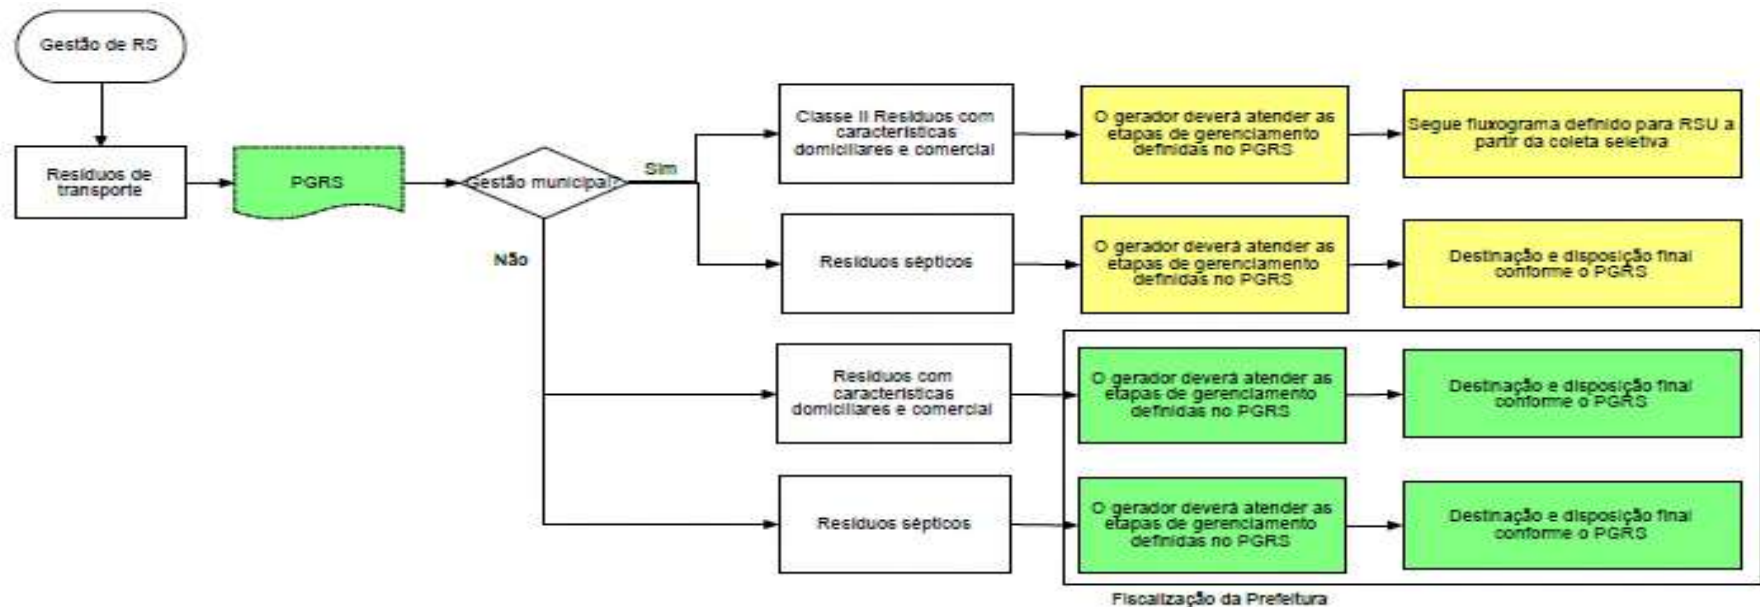 Gestão de RS
Resíduos de
transporte
PGRS
Gestão municipal?
Sim
Não
Classe II Resíduos com
características
domiciliares e comercial
O gerador deverá atender as
etapas de gerenciamento
definidas no PGRS
Segue fluxograma definido para RSU a
partir da coleta seletiva
Resíduos sépticos
O gerador deverá atender as
etapas de gerenciamento
definidas no PGRS
Destinação e disposição final
conforme o PGRS
Resíduos com
características
domiciliares e comercial
O gerador deverá atender as
etapas de gerenciamento
definidas no PGRS
Destinação e disposição final
conforme o PGRS
Resíduos sépticos
O gerador deverá atender as
etapas de gerenciamento
definidas no PGRS
Destinação e disposição final
conforme o PGRS
Fiscalização da Prefeitura